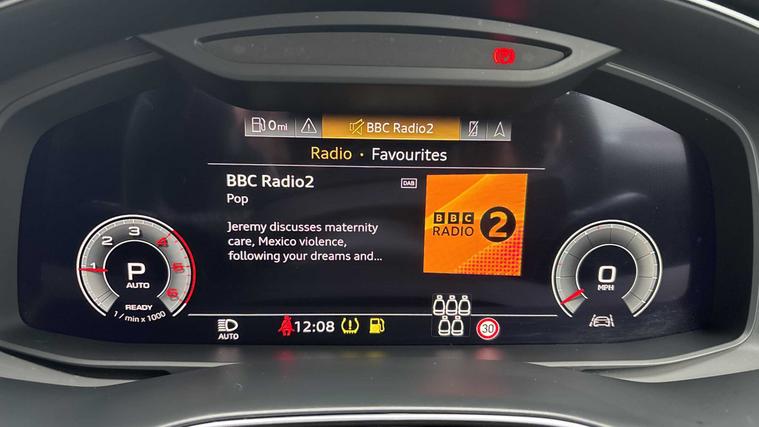 (P)
0mi
BBC Radio2
Radio · Favourites
BBC Radio2
DAB
Pop
Jeremy discusses maternity
care, Mexico violence,
following your dreams and...
BBC
RADIO 2
1 2 3 4 5 6
P
AUTO
READY
1 / min x 1000
0
MPH
AUTO
12:08
30